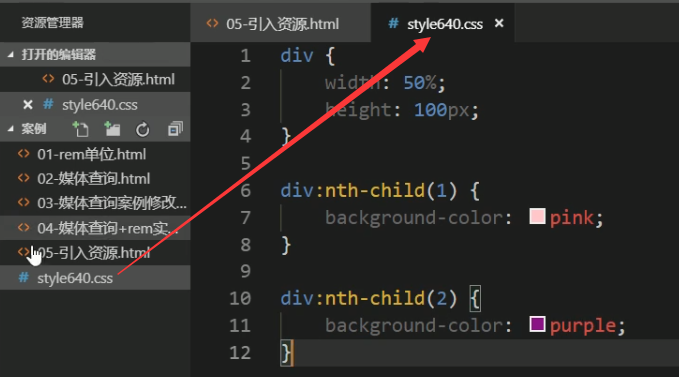 资源管理器
打开的编辑器
<> 05-引入资源.html
× # style640.css
案例
<> 01-rem单位.html
<> 02-媒体查询.html
<> 03-媒体查询案例修改...
<> 04-媒体查询+rem实...
<> 05-引入资源.html
# style640.css
<> 05-引入资源.html
# style640.css ×
1 div {
2 width: 50%;
3 height: 100px;
4 }
5
6 div:nth-child(1) {
7 background-color: pink;
8 }
9
10 div:nth-child(2) {
11 background-color: purple;
12 }